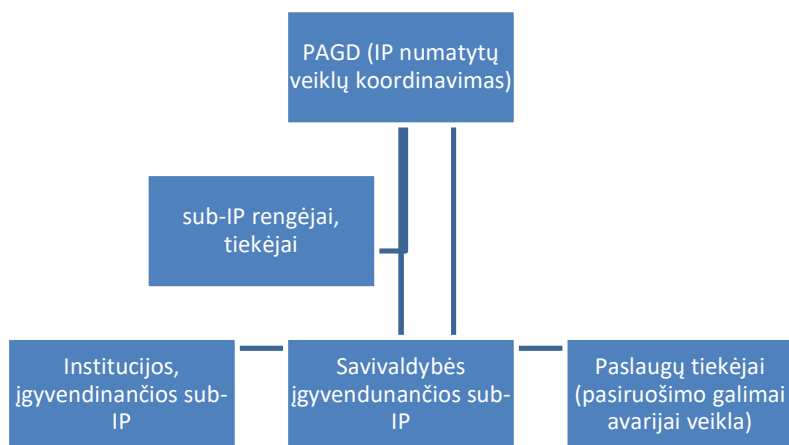 PAGD (IP numatytų
veiklų koordinavimas)
sub-IP rengėjai,
tiekėjai
Institucijos,
įgyvendinančios sub-
IP
Savivaldybės
įgyvendunančios sub-
IP
Paslaugų tiekėjai
(pasiruošimo galimai
avarijai veikla)